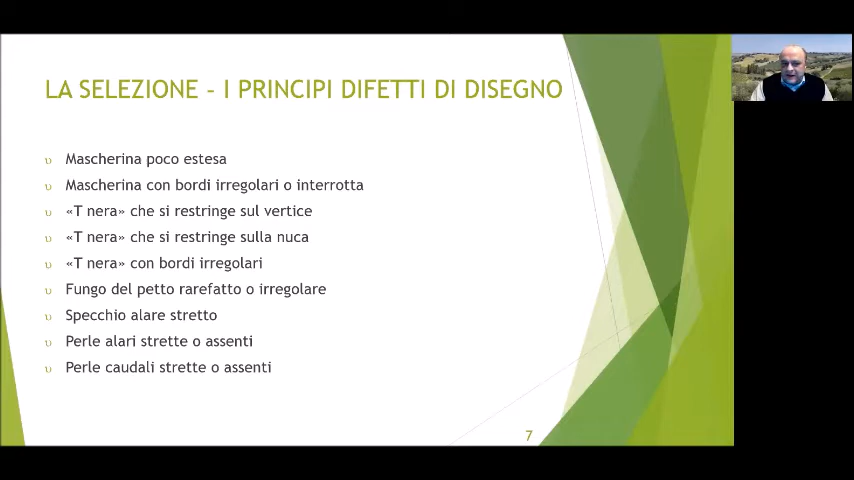 LA SELEZIONE – I PRINCIPI DIFETTI DI DISEGNO
υ Mascherina poco estesa
υ Mascherina con bordi irregolari o interrotta
υ «T nera» che si restringe sul vertice
υ «T nera» che si restringe sulla nuca
υ «T nera» con bordi irregolari
υ Fungo del petto rarefatto o irregolare
υ Specchio alare stretto
υ Perle alari strette o assenti
υ Perle caudali strette o assenti
7